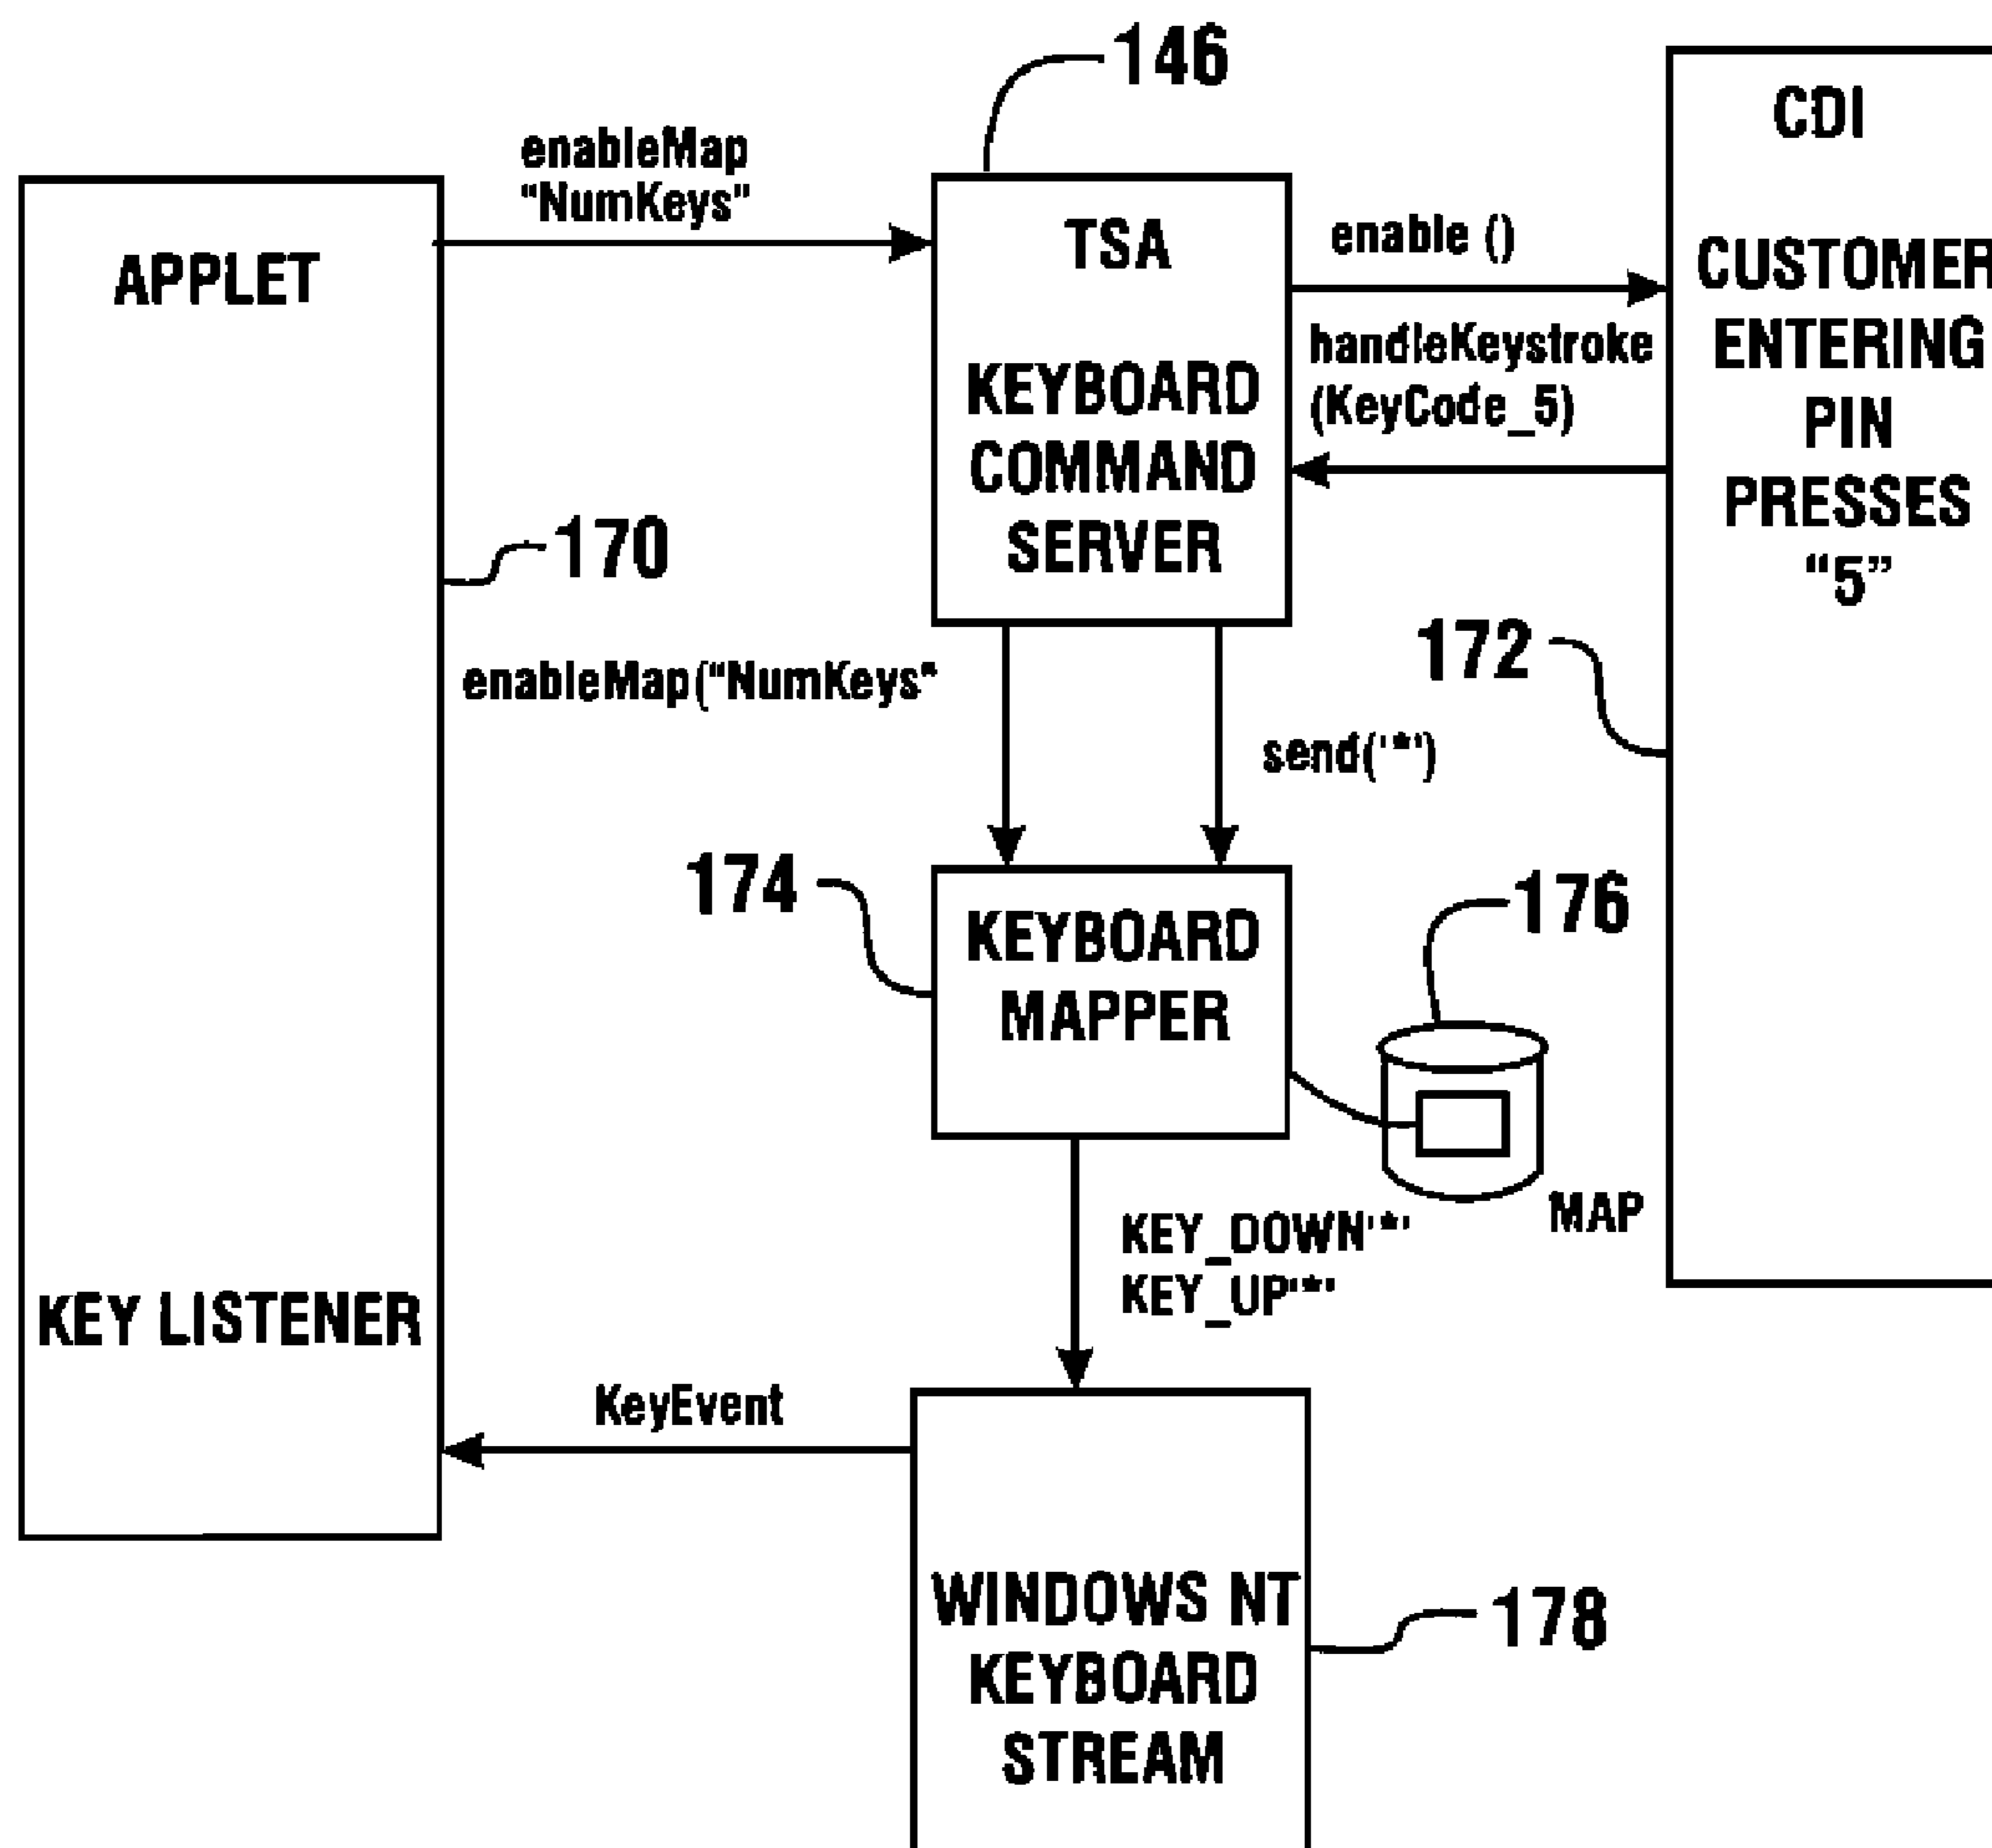 146
enableMap
"NumKeys"
APPLET
TSA
KEYBOARD
COMMAND
SERVER
enable ()
handleKeystroke
(KeyCode_5)
CDI
CUSTOMER
ENTERING
PIN
PRESSES
"5"
170
enableMap("NumKeys"
send('*')
172
174
KEYBOARD
MAPPER
176
MAP
KEY_DOWN'*'
KEY_UP'*'
KEY LISTENER
KeyEvent
WINDOWS NT
KEYBOARD
STREAM
178